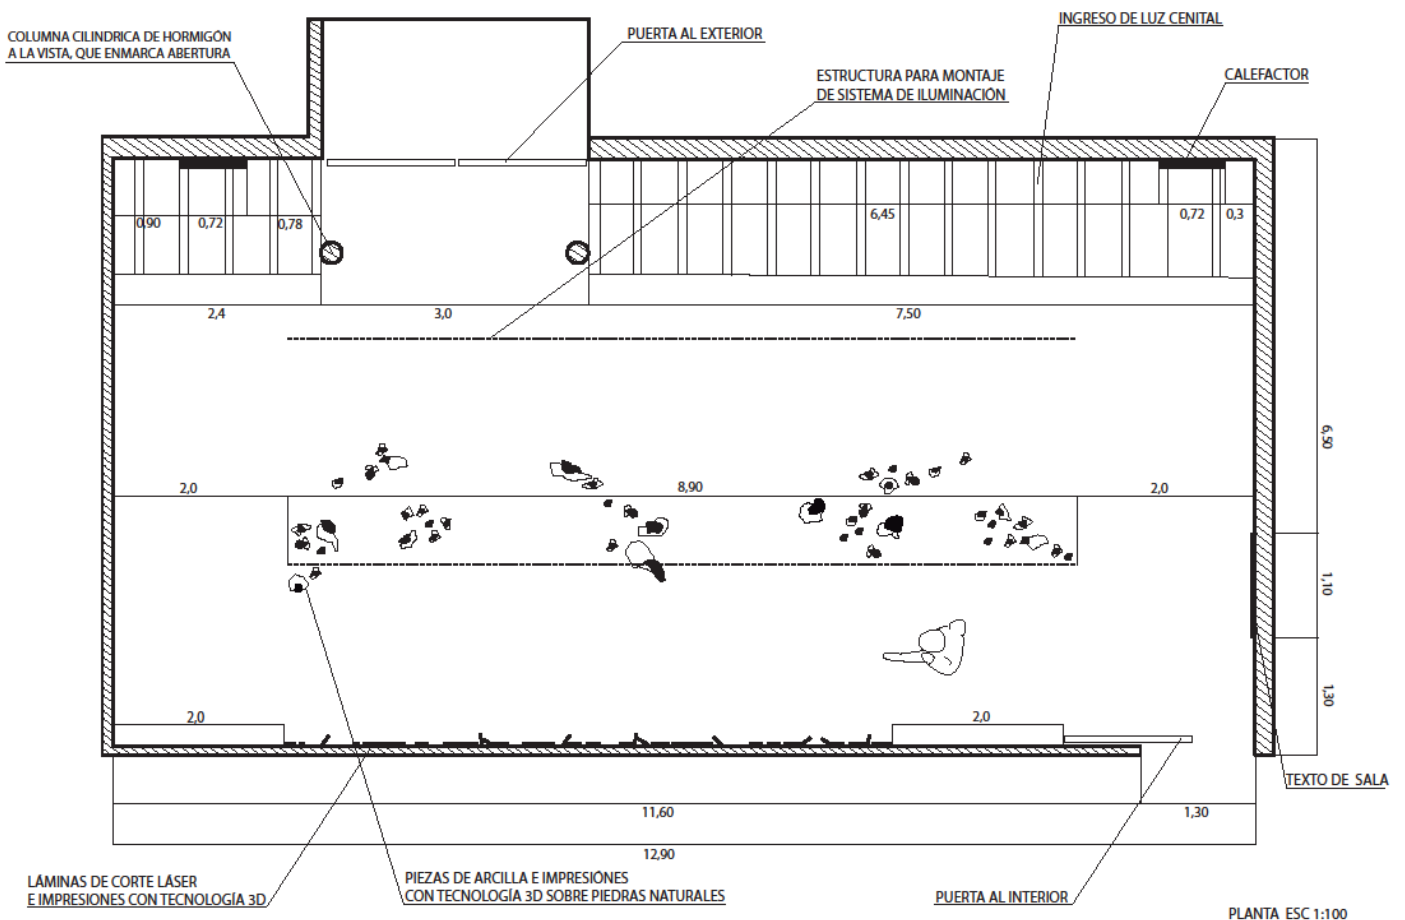 INGRESO DE LUZ CENITAL
COLUMNA CILINDRICA DE HORMIGÓN
A LA VISTA, QUE ENMARCA ABERTURA
PUERTA AL EXTERIOR
ESTRUCTURA PARA MONTAJE
DE SISTEMA DE ILUMINACIÓN
CALEFACTOR
0,90
0,72
0,78
6,45
0,72
0,3
2,4
3,0
7,50
6,50
2,0
8,90
2,0
1,10
1,30
2,0
2,0
TEXTO DE SALA
11,60
1,30
12,90
LÁMINAS DE CORTE LÁSER
E IMPRESIONES CON TECNOLOGÍA 3D
PIEZAS DE ARCILLA E IMPRESIÓNES
CON TECNOLOGÍA 3D SOBRE PIEDRAS NATURALES
PUERTA AL INTERIOR
PLANTA ESC 1:100